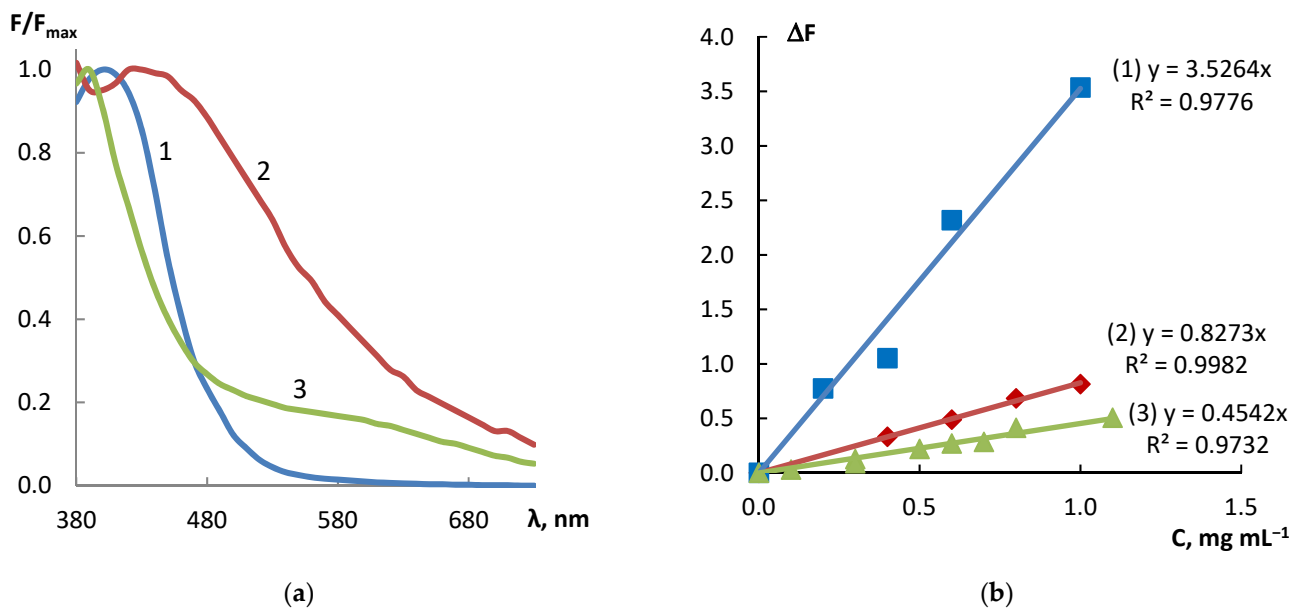 F/Fmax
1.0
0.8
0.6
0.4
0.2
0.0
380
480
580
680
λ, nm
1
2
3
(a)
ΔF
4.0
3.5
3.0
2.5
2.0
1.5
1.0
0.5
0.0
0.0
0.5
1.0
1.5
C, mg mL⁻¹
(1) y = 3.5264x
R² = 0.9776
(2) y = 0.8273x
R² = 0.9982
(3) y = 0.4542x
R² = 0.9732
(b)